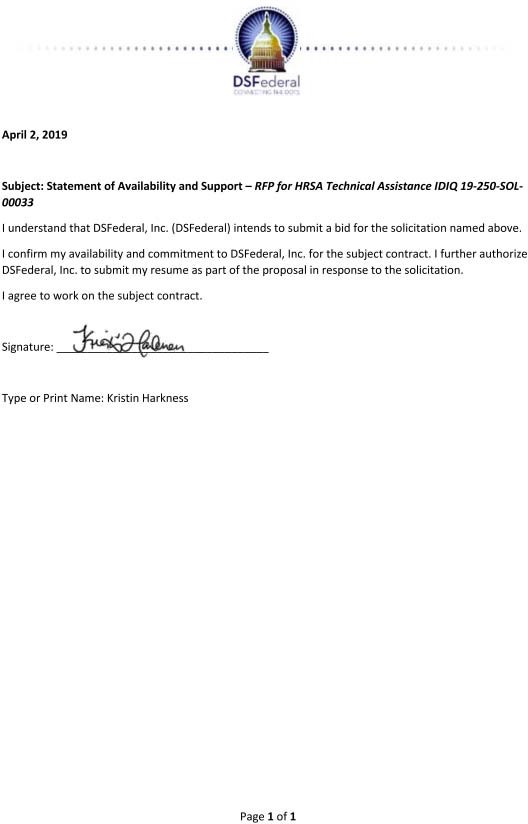 DSFederal
CONNECTING THE DOTS
April 2, 2019
Subject: Statement of Availability and Support – RFP for HRSA Technical Assistance IDIQ 19-250-SOL-
00033
I understand that DSFederal, Inc. (DSFederal) intends to submit a bid for the solicitation named above.
I confirm my availability and commitment to DSFederal, Inc. for the subject contract. I further authorize
DSFederal, Inc. to submit my resume as part of the proposal in response to the solicitation.
I agree to work on the subject contract.
Signature: Kristin Harkness
Type or Print Name: Kristin Harkness
Page 1 of 1